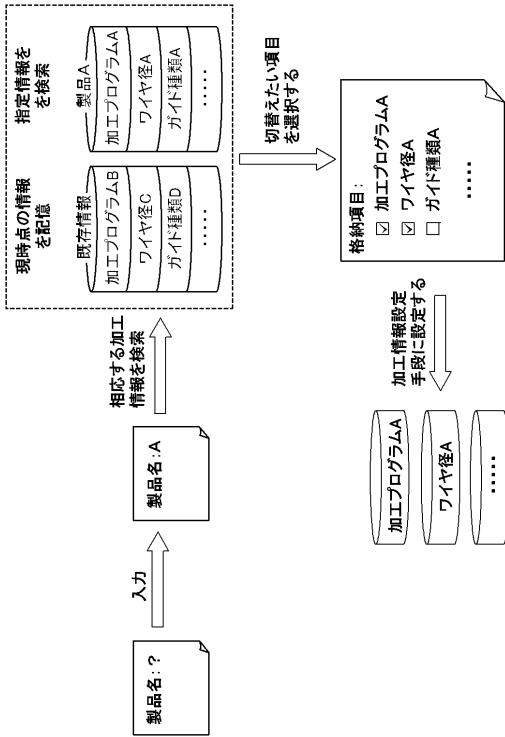 製品名:？
入力
製品名:A
相応する加工
情報を検索
現時点の情報
を記憶
既存情報
加工プログラムB
ワイヤ径C
ガイド種類D
‥‥‥
指定情報を
を検索
製品A
加工プログラムA
ワイヤ径A
ガイド種類A
‥‥‥
切替えたい項目
を選択する
格納項目:
☑ 加工プログラムA
☑ ワイヤ径A
☐ ガイド種類A
‥‥‥
加工情報設定
手段に設定する
加工プログラムA
ワイヤ径A
‥‥‥